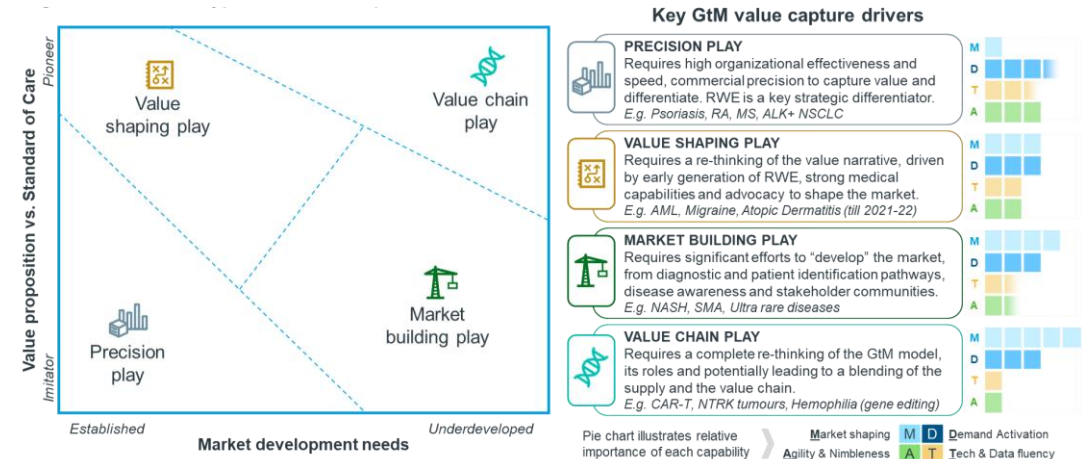 Value proposition vs. Standard of Care
Pioneer
Imitator
Value
shaping play
Value chain
play
Market
building play
Precision
play
Established
Underdeveloped
Market development needs
Key GtM value capture drivers
PRECISION PLAY
Requires high organizational effectiveness and
speed, commercial precision to capture value and
differentiate. RWE is a key strategic differentiator.
E.g. Psoriasis, RA, MS, ALK+ NSCLC
M
D
T
A
VALUE SHAPING PLAY
Requires a re-thinking of the value narrative, driven
by early generation of RWE, strong medical
capabilities and advocacy to shape the market.
E.g. AML, Migraine, Atopic Dermatitis (till 2021-22)
M
D
T
A
MARKET BUILDING PLAY
Requires significant efforts to “develop” the market,
from diagnostic and patient identification pathways,
disease awareness and stakeholder communities.
E.g. NASH, SMA, Ultra rare diseases
M
D
T
A
VALUE CHAIN PLAY
Requires a complete re-thinking of the GtM model,
its roles and potentially leading to a blending of the
supply and the value chain.
E.g. CAR-T, NTRK tumours, Hemophilia (gene editing)
M
D
T
A
Pie chart illustrates relative
importance of each capability
Market shaping M D Demand Activation
Agility & Nimbleness A T Tech & Data fluency